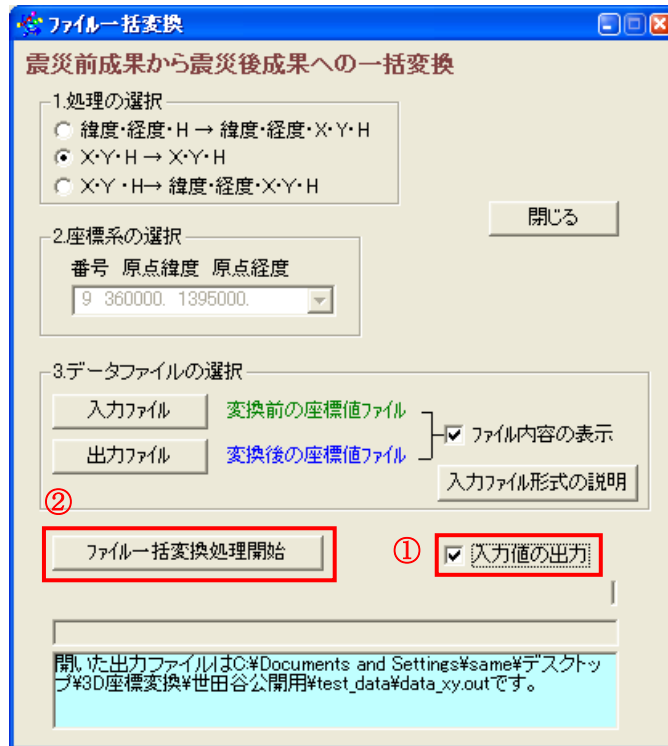 ファイル一括変換
震災前成果から震災後成果への一括変換
1.処理の選択
緯度・経度・H → 緯度・経度・X・Y・H
X・Y・H → X・Y・H
X・Y・H→ 緯度・経度・X・Y・H
閉じる
2.座標系の選択
番号 原点緯度 原点経度
9 360000. 1395000.
3.データファイルの選択
入力ファイル 変換前の座標値ファイル
ファイル内容の表示
出力ファイル 変換後の座標値ファイル
入力ファイル形式の説明
②
ファイル一括変換処理開始 ① 入力値の出力
開いた出力ファイルはC:¥Documents and Settings¥same¥デスクトッ
プ¥3D座標変換¥世田谷公開用¥test_data¥data_xy.outです。